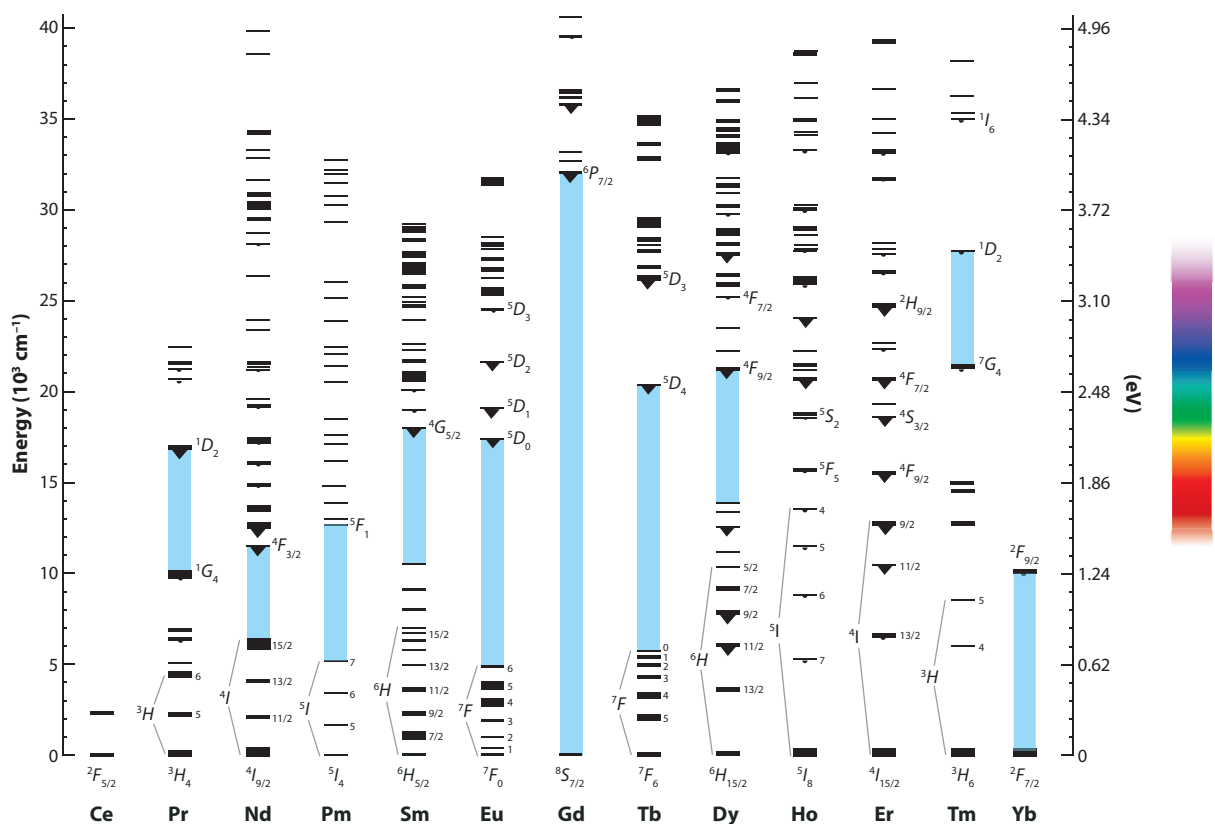 Energy (10³ cm⁻¹)
40
35
30
25
20
15
10
5
0
(eV)
4.96
4.34
3.72
3.10
2.48
1.86
1.24
0.62
0
²F₅/₂
Ce
¹D₂
¹G₄
³H
6
5
³H₄
Pr
⁴F₃/₂
⁴I
15/2
13/2
11/2
⁴I₉/₂
Nd
⁵F₁
⁵I
7
6
5
⁵I₄
Pm
⁴G₅/₂
⁶H
15/2
13/2
11/2
9/2
7/2
⁶H₅/₂
Sm
⁵D₃
⁵D₂
⁵D₁
⁵D₀
⁷F
6
5
4
3
2
1
⁷F₀
Eu
⁶P₇/₂
⁸S₇/₂
Gd
⁵D₃
⁵D₄
⁷F
0
1
2
3
4
5
⁷F₆
Tb
⁴F₇/₂
⁴F₉/₂
⁶H
5/2
7/2
9/2
11/2
13/2
⁶H₁₅/₂
Dy
⁵S₂
⁵F₅
⁵I
4
5
6
7
⁵I₈
Ho
²H₉/₂
⁴F₇/₂
⁴S₃/₂
⁴F₉/₂
⁴I
9/2
11/2
13/2
⁴I₁₅/₂
Er
¹I₆
¹D₂
⁷G₄
³H
5
4
³H₆
Tm
²F₉/₂
²F₇/₂
Yb